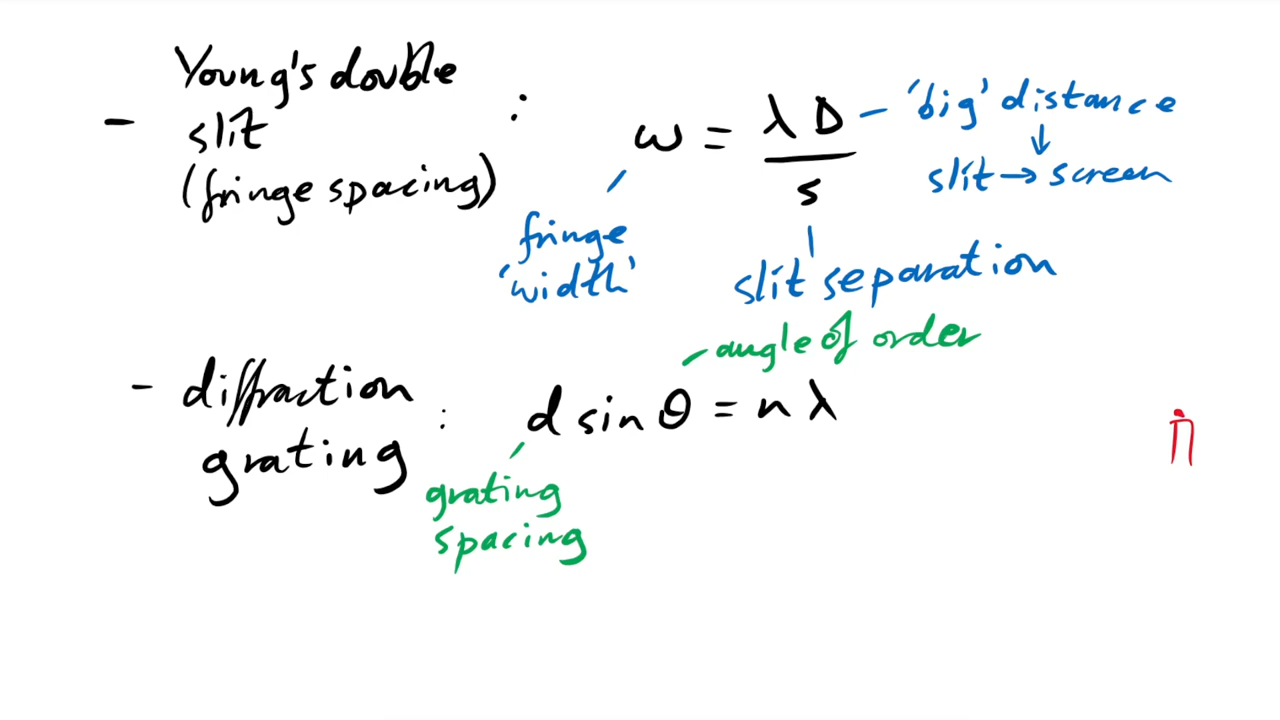 - Young's double slit (fringe spacing) :
w = λD / s
- 'big' distance
↓
slit → screen
fringe 'width'
slit separation
- diffraction grating :
d sin θ = n λ
angle of order
grating spacing